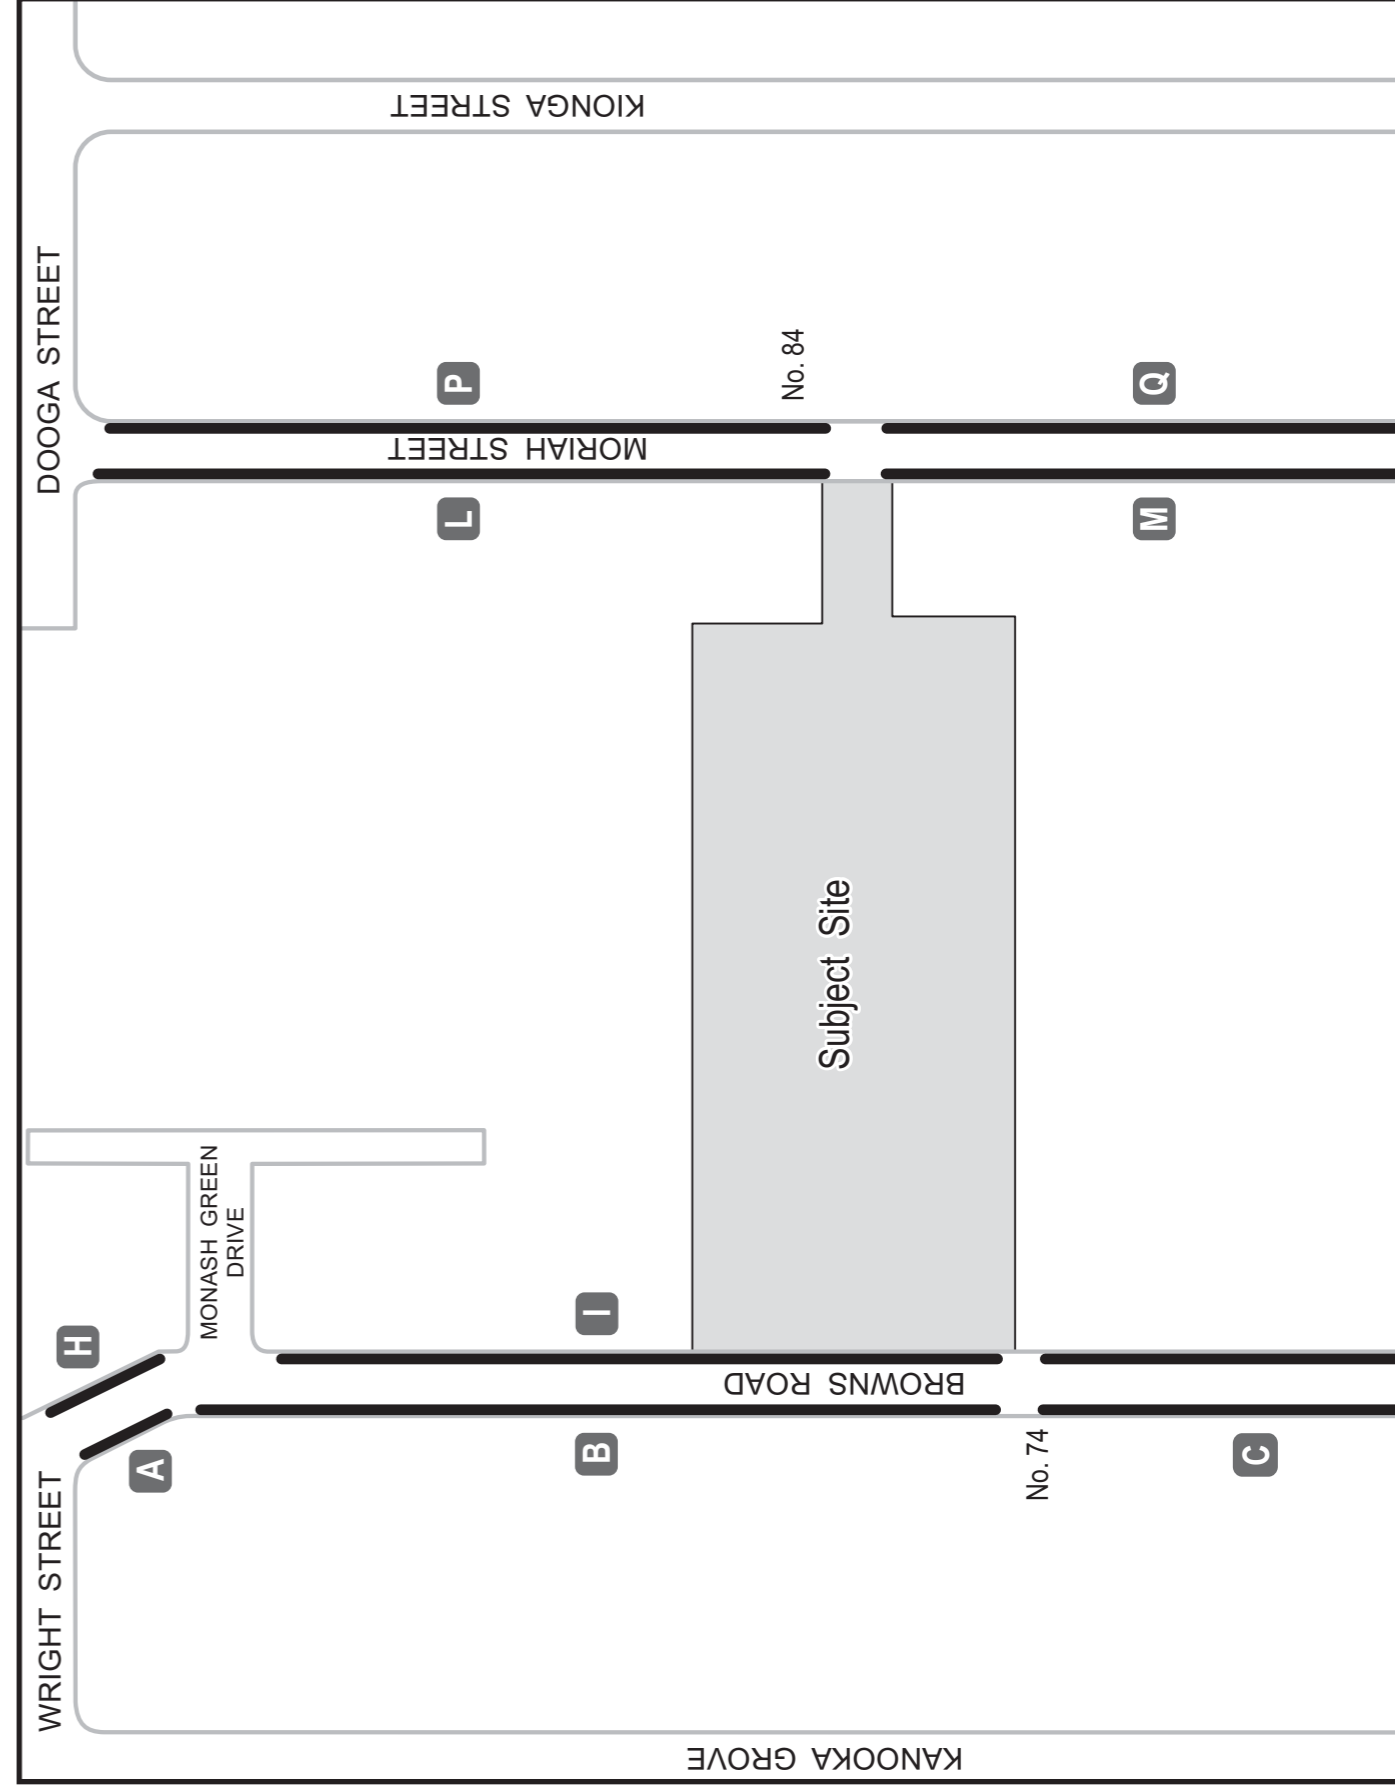 KIONGA STREET
DOOGA STREET
P
No. 84
Q
MORIAH STREET
L
M
Subject Site
MONASH GREEN
DRIVE
H
I
BROWNS ROAD
A
B
No. 74
C
WRIGHT STREET
KANOOKA GROVE